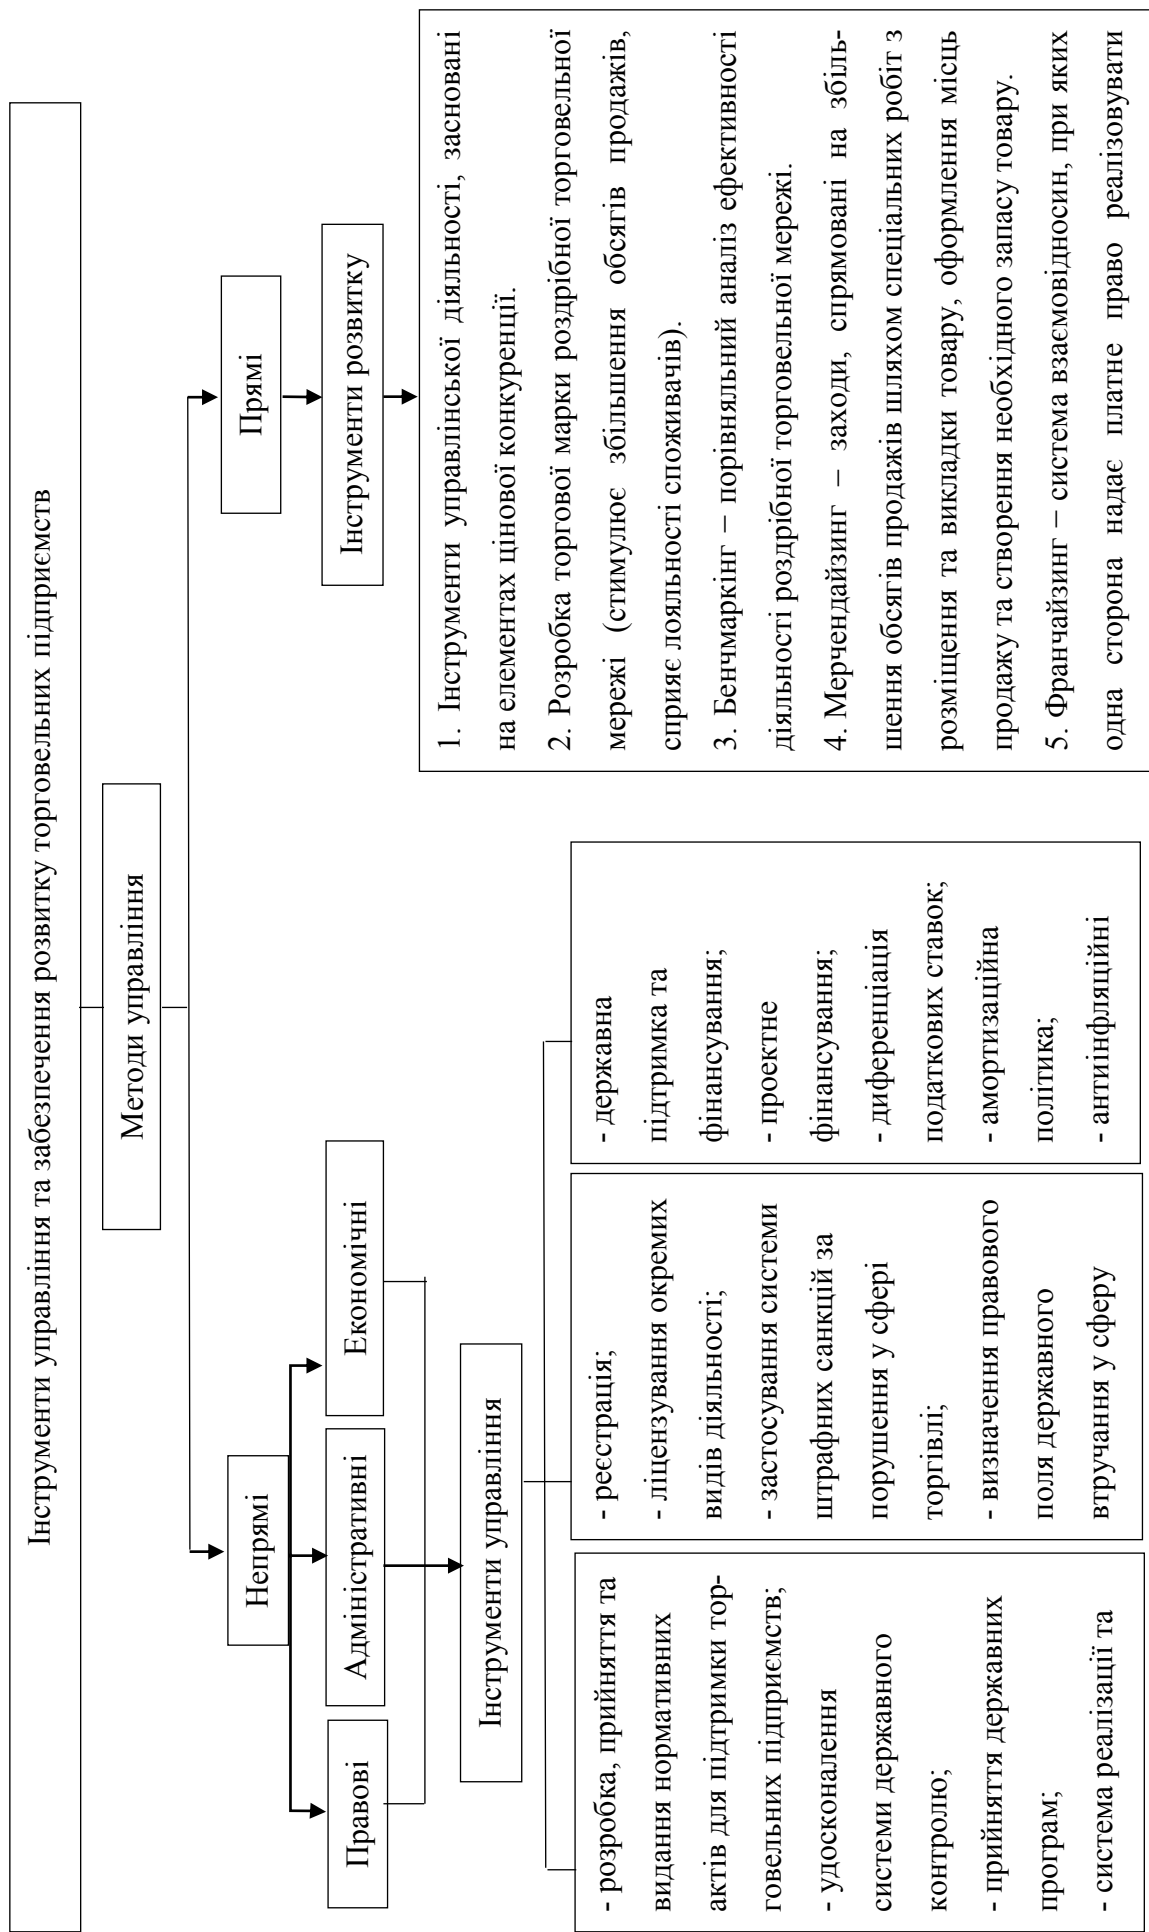 Інструменти управління та забезпечення розвитку торговельних підприємств
Методи управління
Непрямі
Прямі
Правові
Адміністративні
Економічні
Інструменти розвитку
Інструменти управління
- розробка, прийняття та
видання нормативних
актів для підтримки тор-
говельних підприємств;
- удосконалення
системи державного
контролю;
- прийняття державних
програм;
- система реалізації та
- реєстрація;
- ліцензування окремих
видів діяльності;
- застосування системи
штрафних санкцій за
порушення у сфері
торгівлі;
- визначення правового
поля державного
втручання у сферу
- державна
підтримка та
фінансування;
- проектне
фінансування;
- диференціація
податкових ставок;
- амортизаційна
політика;
- антиінфляційні
1. Інструменти управлінської діяльності, засновані
на елементах цінової конкуренції.
2. Розробка торгової марки роздрібної торговельної
мережі (стимулює збільшення обсягів продажів,
сприяє лояльності споживачів).
3. Бенчмаркінг – порівняльний аналіз ефективності
діяльності роздрібної торговельної мережі.
4. Мерчендайзинг – заходи, спрямовані на збіль-
шення обсягів продажів шляхом спеціальних робіт з
розміщення та викладки товару, оформлення місць
продажу та створення необхідного запасу товару.
5. Франчайзинг – система взаємовідносин, при яких
одна сторона надає платне право реалізовувати